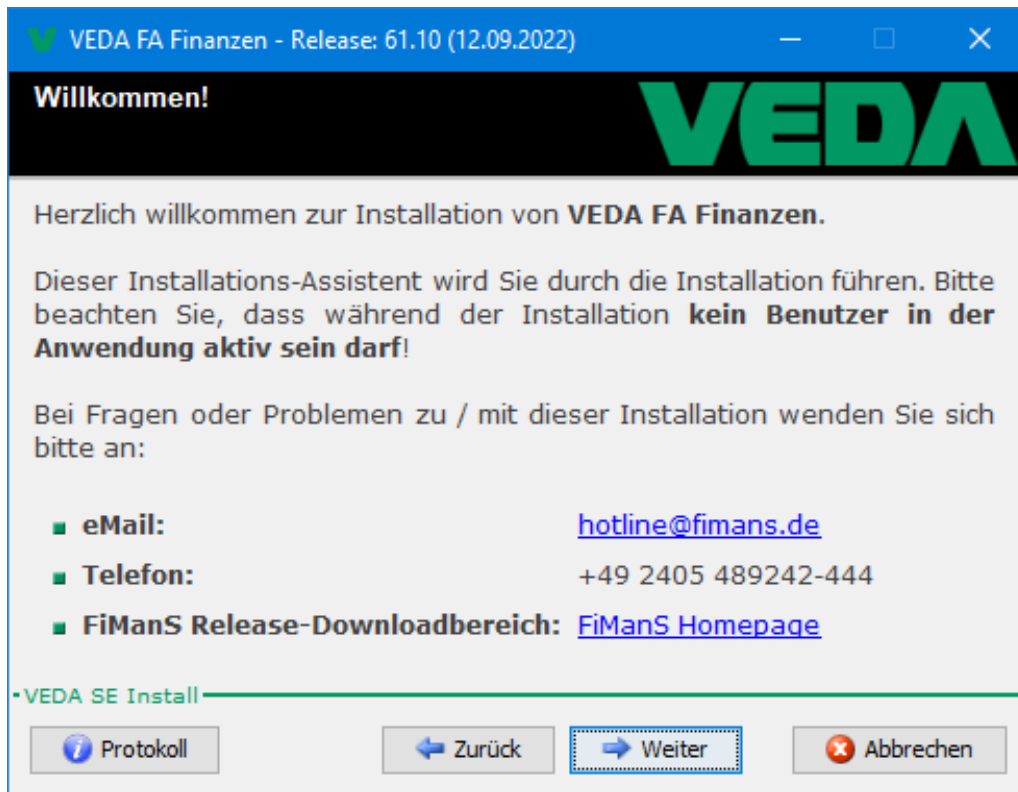 VEDA FA Finanzen - Release: 61.10 (12.09.2022)
Willkommen!
VEDA
Herzlich willkommen zur Installation von VEDA FA Finanzen.
Dieser Installations-Assistent wird Sie durch die Installation führen. Bitte
beachten Sie, dass während der Installation kein Benutzer in der
Anwendung aktiv sein darf!
Bei Fragen oder Problemen zu / mit dieser Installation wenden Sie sich
bitte an:
eMail: hotline@fimans.de
Telefon: +49 2405 489242-444
FiManS Release-Downloadbereich: FiManS Homepage
VEDA SE Install
Protokoll Zurück Weiter Abbrechen